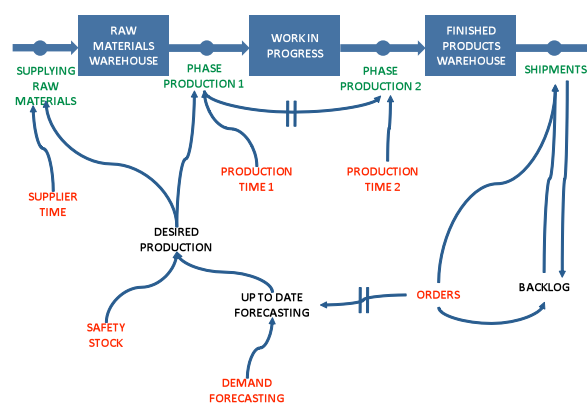 RAW
MATERIALS
WAREHOUSE
WORK IN
PROGRESS
FINISHED
PRODUCTS
WAREHOUSE
SUPPLYING
RAW
MATERIALS
PHASE
PRODUCTION 1
PHASE
PRODUCTION 2
SHIPMENTS
SUPPLIER
TIME
PRODUCTION
TIME 1
PRODUCTION
TIME 2
DESIRED
PRODUCTION
UP TO DATE
FORECASTING
ORDERS
BACKLOG
SAFETY
STOCK
DEMAND
FORECASTING